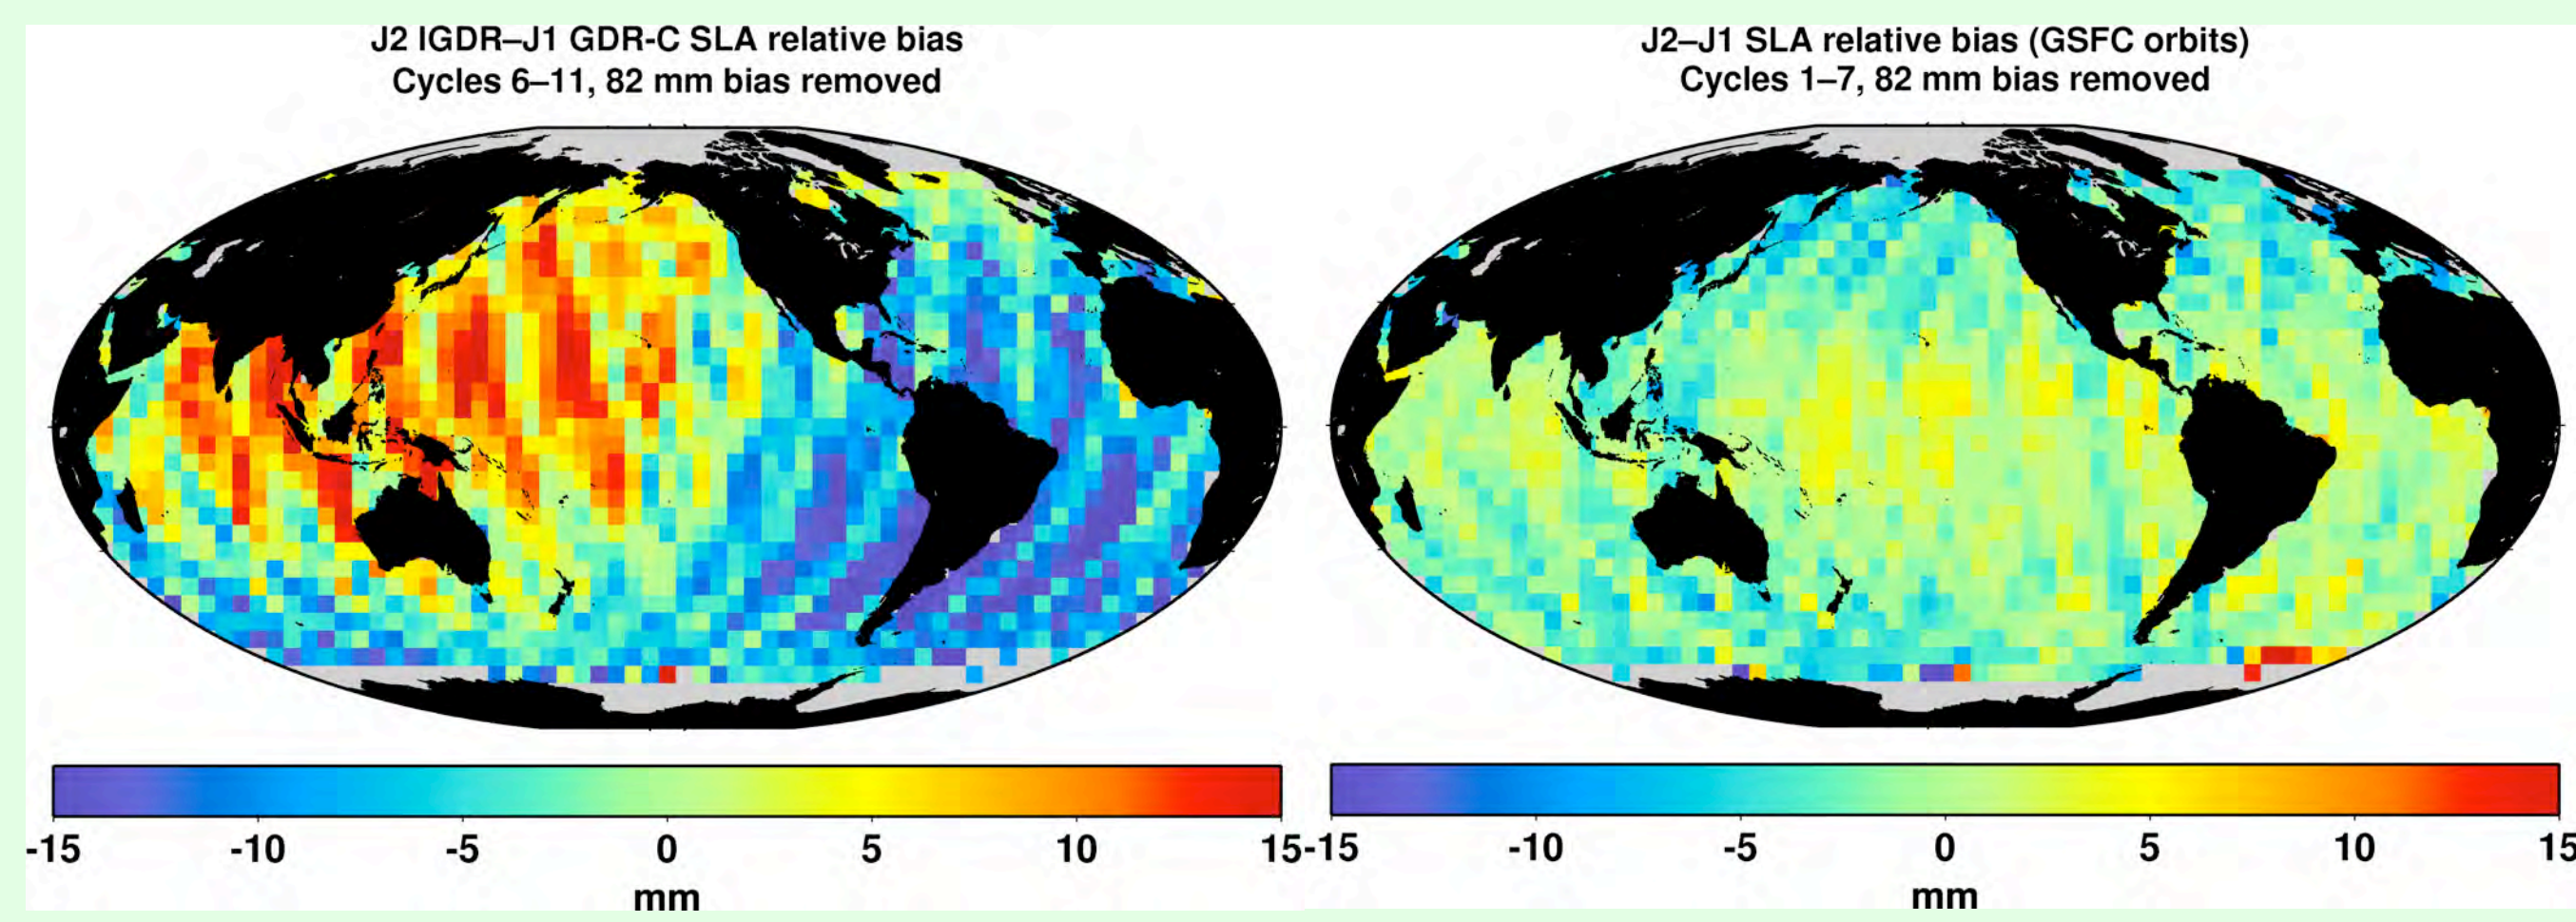 J2 IGDR–J1 GDR-C SLA relative bias
Cycles 6–11, 82 mm bias removed
-15 -10 -5 0 5 10 15
mm
J2–J1 SLA relative bias (GSFC orbits)
Cycles 1–7, 82 mm bias removed
-15 -10 -5 0 5 10 15
mm